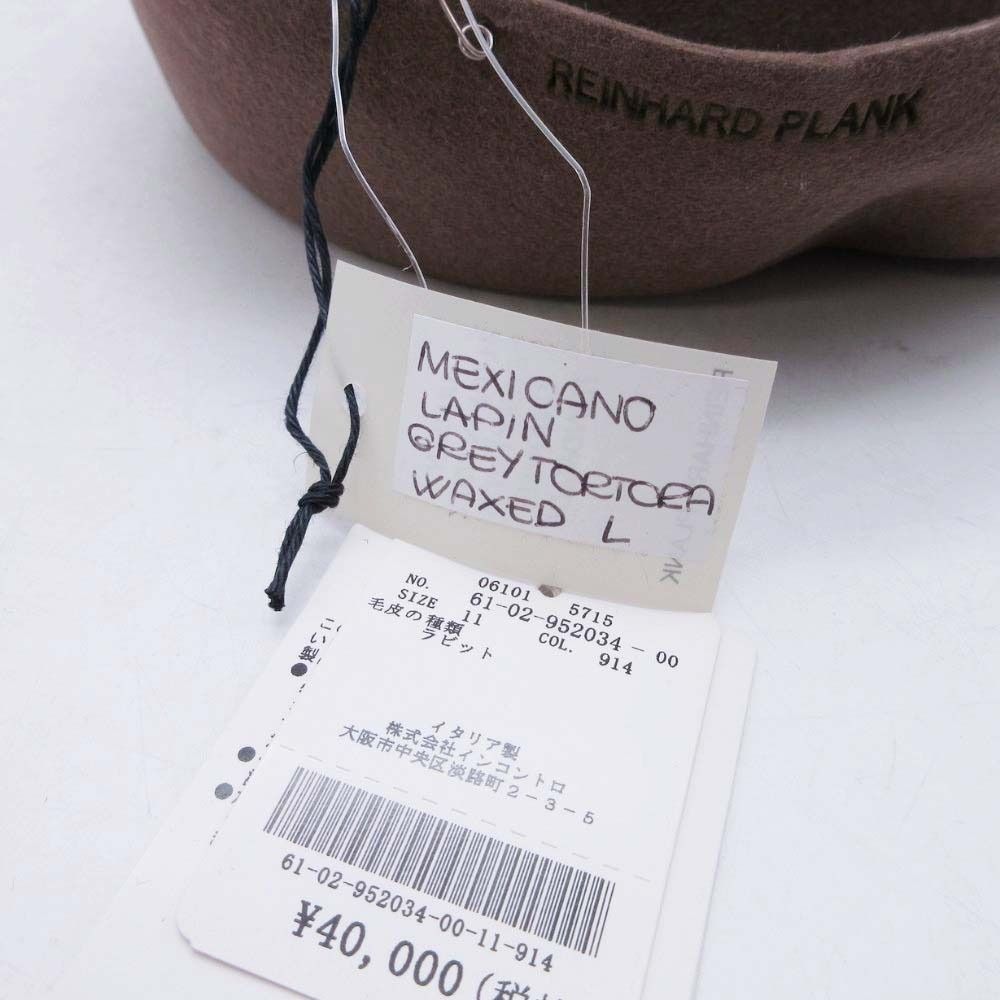 REINHARD PLANK
MEXICANO
LAPIN
GREY TORTORA
WAXED L
NO. 06101 5715
61-02-952034-00
SIZE 11 COL. 914
毛皮の種類
ラビット
イタリア製
株式会社インコントロ
大阪市中央区淡路町2-3-5
61-02-952034-00-11-914
¥40,000(税